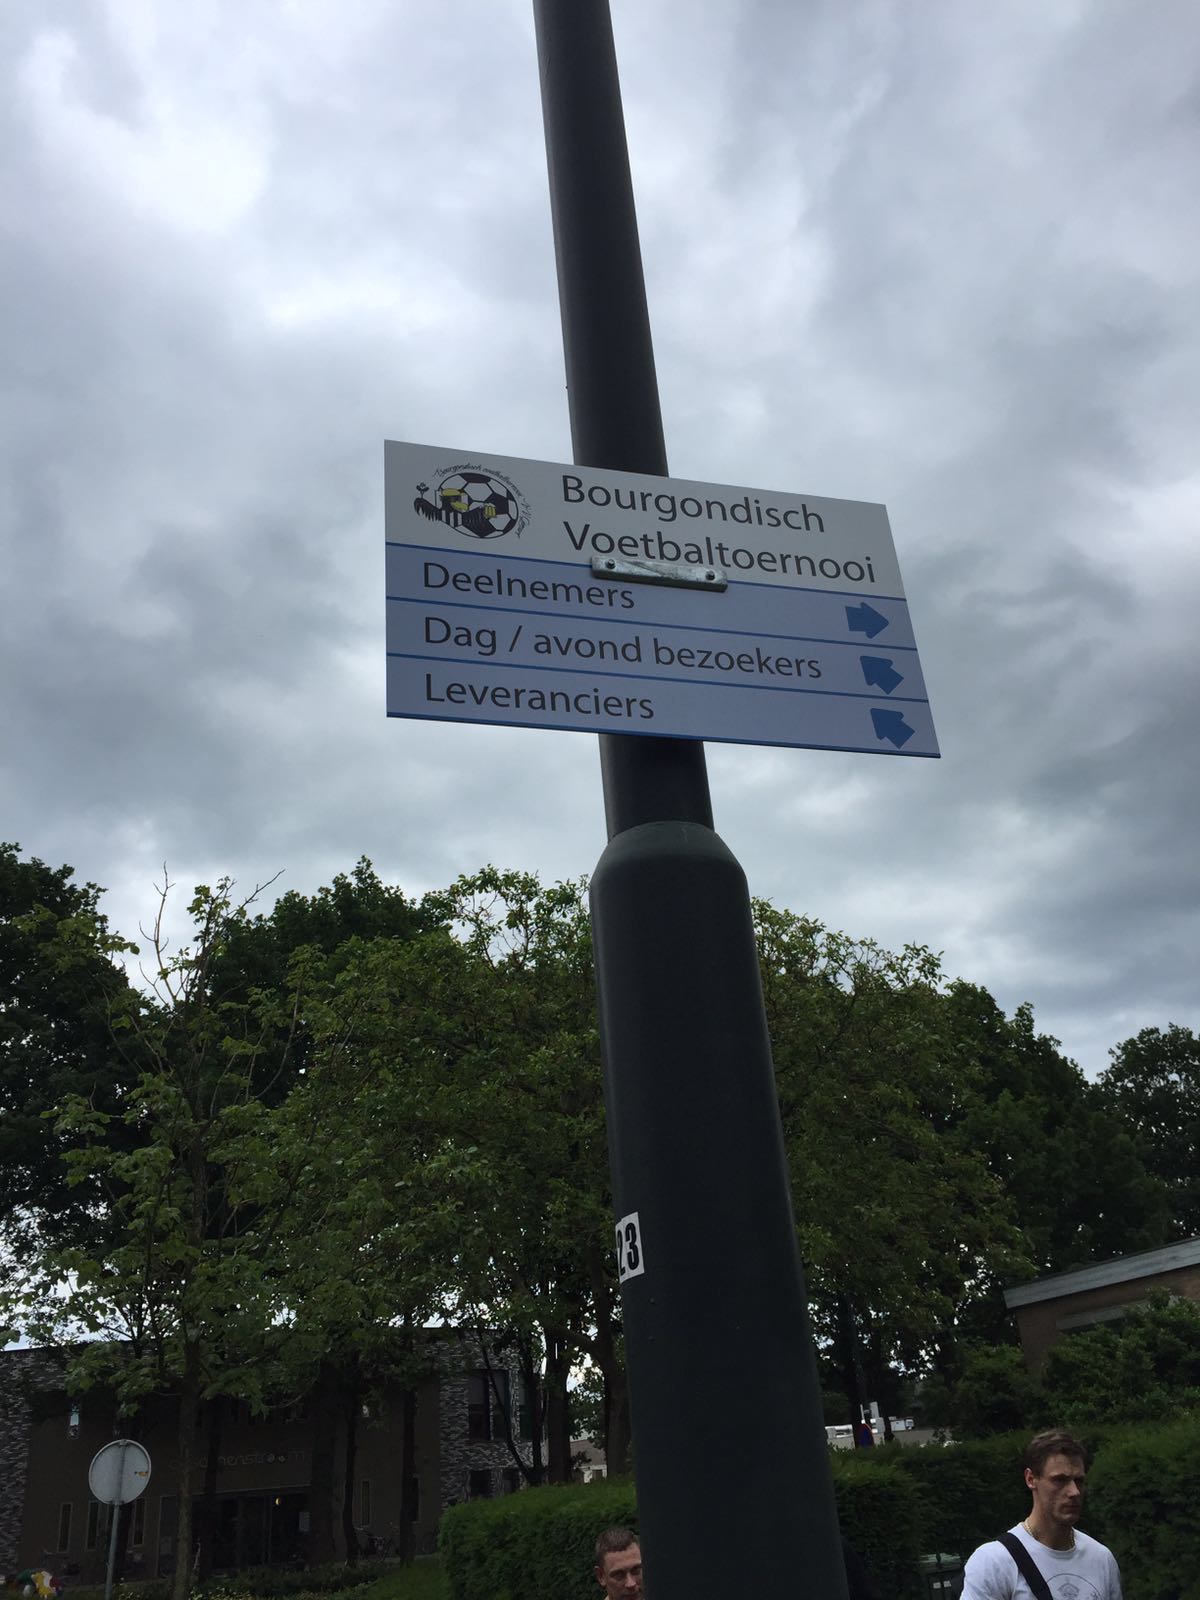 Bourgondisch
Voetbaltoernooi
Deelnemers
Dag / avond bezoekers
Leveranciers
23